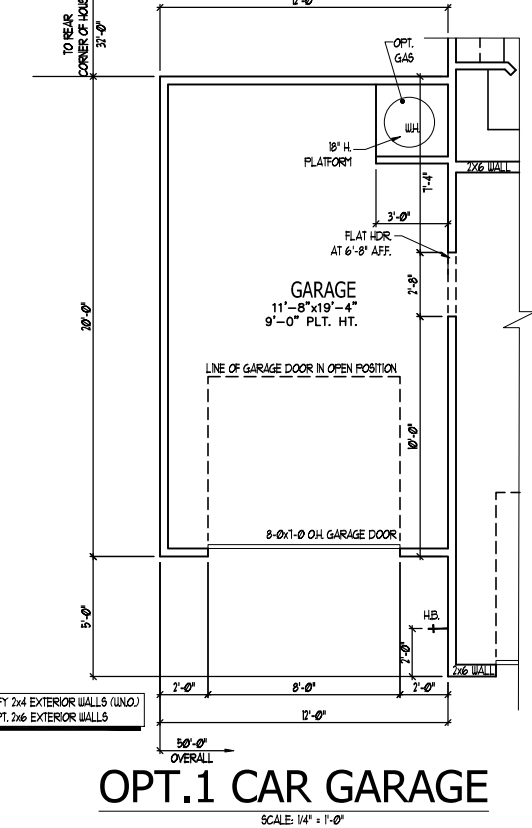 12'-0"
TO REAR
CORNER OF HOUSE
32'-0"
OPT.
GAS
W.H.
18" H.
PLATFORM
2X6 WALL
7'-4"
3'-0"
FLAT HDR.
AT 6'-8" A.F.F.
2'-8"
GARAGE
11'-8"x19'-4"
9'-0" PLT. HT.
20'-0"
LINE OF GARAGE DOOR IN OPEN POSITION
10'-0"
8-0x7-0 O.H. GARAGE DOOR
5'-0"
H.B.
2'-0"
2x6 WALL
2'-0"
8'-0"
2'-0"
FY 2x4 EXTERIOR WALLS (U.N.O.)
PT. 2x6 EXTERIOR WALLS
12'-0"
50'-0"
OVERALL
OPT.1 CAR GARAGE
SCALE: 1/4" = 1'-0"